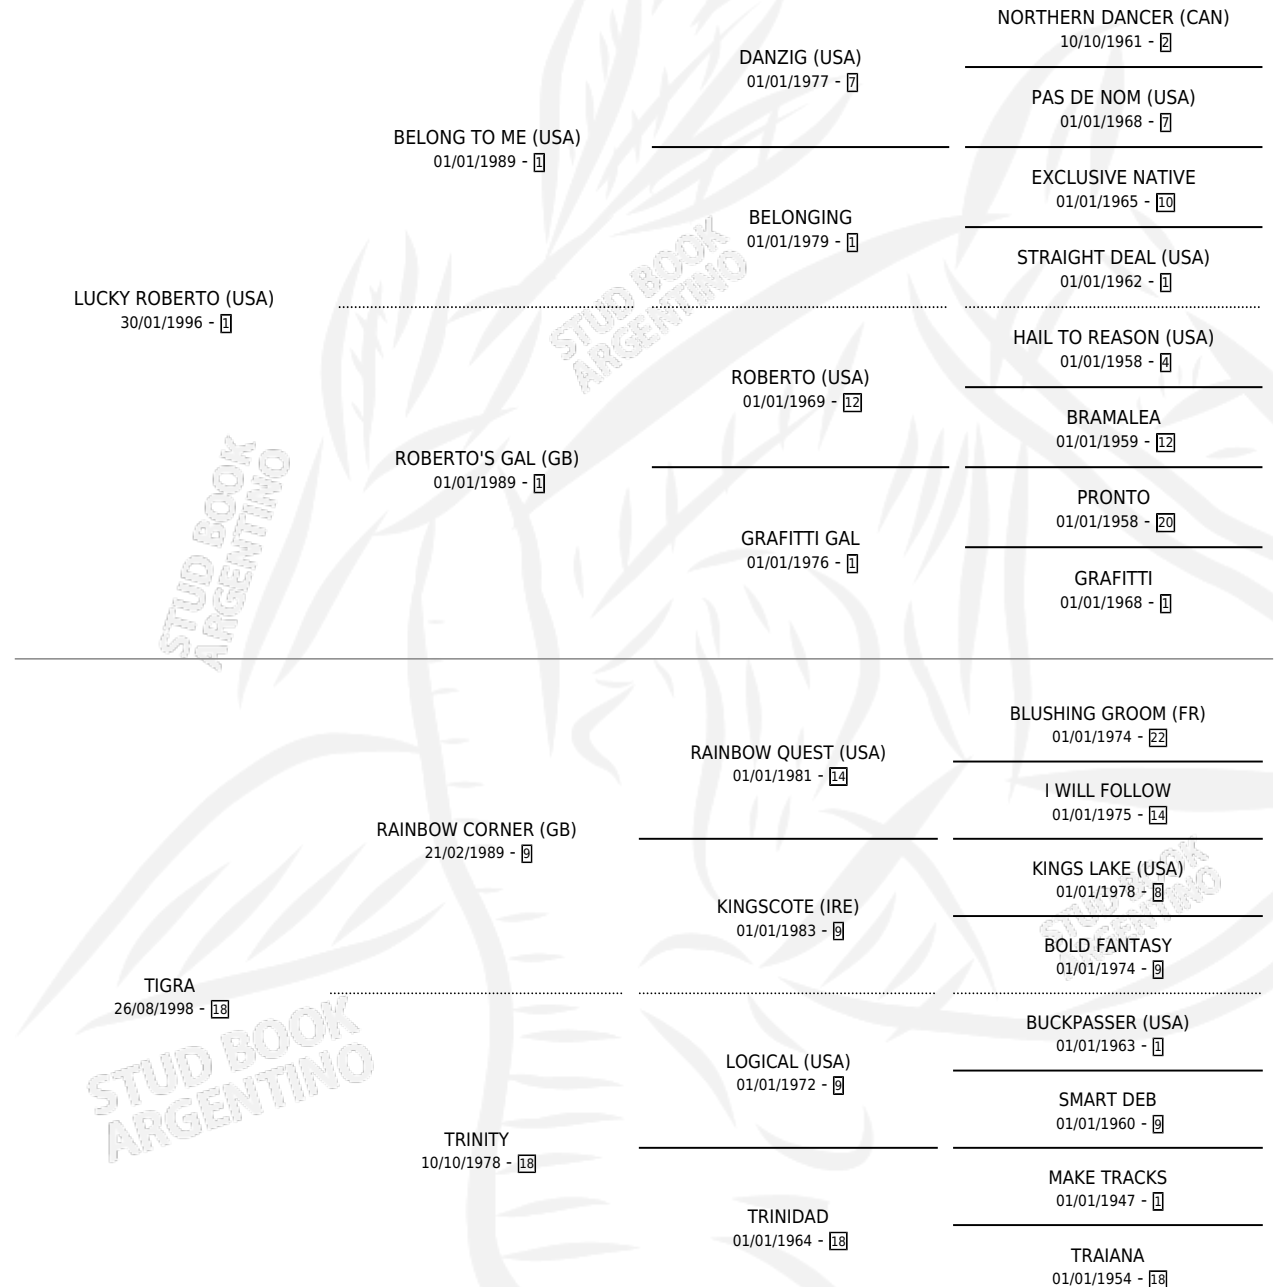 NORTHERN DANCER (CAN)
10/10/1961 - 2
DANZIG (USA)
01/01/1977 - 7
PAS DE NOM (USA)
01/01/1968 - 7
BELONG TO ME (USA)
01/01/1989 - 1
EXCLUSIVE NATIVE
01/01/1965 - 10
BELONGING
01/01/1979 - 1
STRAIGHT DEAL (USA)
01/01/1962 - 1
LUCKY ROBERTO (USA)
30/01/1996 - 1
STUD BOOK
ARGENTINO
HAIL TO REASON (USA)
01/01/1958 - 4
ROBERTO (USA)
01/01/1969 - 12
BRAMALEA
01/01/1959 - 12
ROBERTO'S GAL (GB)
01/01/1989 - 1
PRONTO
01/01/1958 - 20
GRAFITTI GAL
01/01/1976 - 1
GRAFITTI
01/01/1968 - 1
STUD BOOK
ARGENTINO
BLUSHING GROOM (FR)
01/01/1974 - 22
RAINBOW QUEST (USA)
01/01/1981 - 14
I WILL FOLLOW
01/01/1975 - 14
RAINBOW CORNER (GB)
21/02/1989 - 9
KINGS LAKE (USA)
01/01/1978 - 8
KINGSCOTE (IRE)
01/01/1983 - 9
STUD BOOK
ARGENTINO
BOLD FANTASY
01/01/1974 - 9
TIGRA
26/08/1998 - 18
BUCKPASSER (USA)
01/01/1963 - 1
LOGICAL (USA)
01/01/1972 - 9
STUD BOOK
ARGENTINO
SMART DEB
01/01/1960 - 9
TRINITY
10/10/1978 - 18
MAKE TRACKS
01/01/1947 - 1
TRINIDAD
01/01/1964 - 18
TRAIANA
01/01/1954 - 18